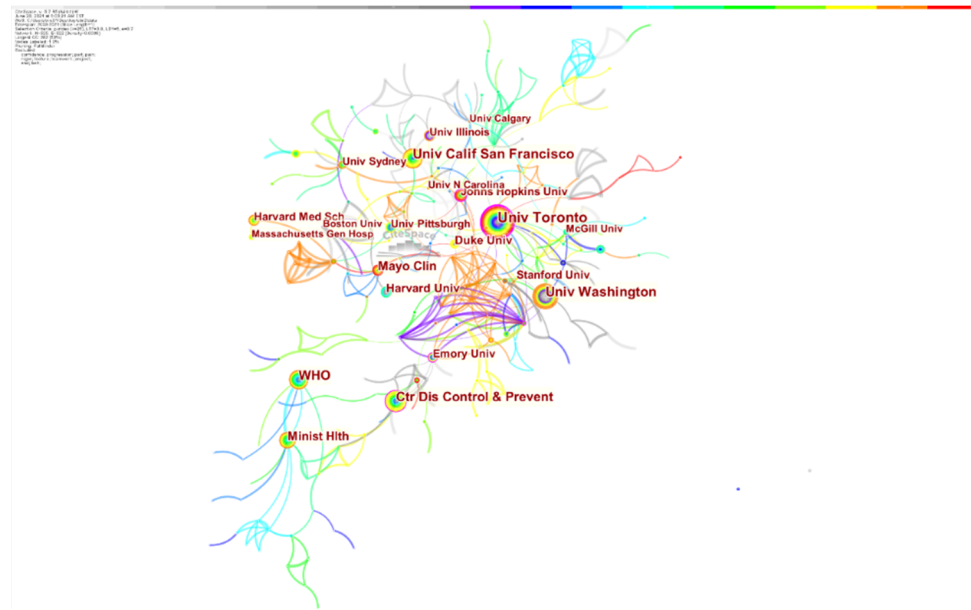 Univ Calgary
Univ Illinois
Univ Calif San Francisco
Univ Sydney
Univ N Carolina
Johns Hopkins Univ
Harvard Med Sch
Boston Univ
Univ Pittsburgh
Univ Toronto
McGill Univ
Massachusetts Gen Hosp
CiteSpace
Duke Univ
Mayo Clin
Stanford Univ
Harvard Univ
Univ Washington
Emory Univ
WHO
Ctr Dis Control & Prevent
Minist Hlth